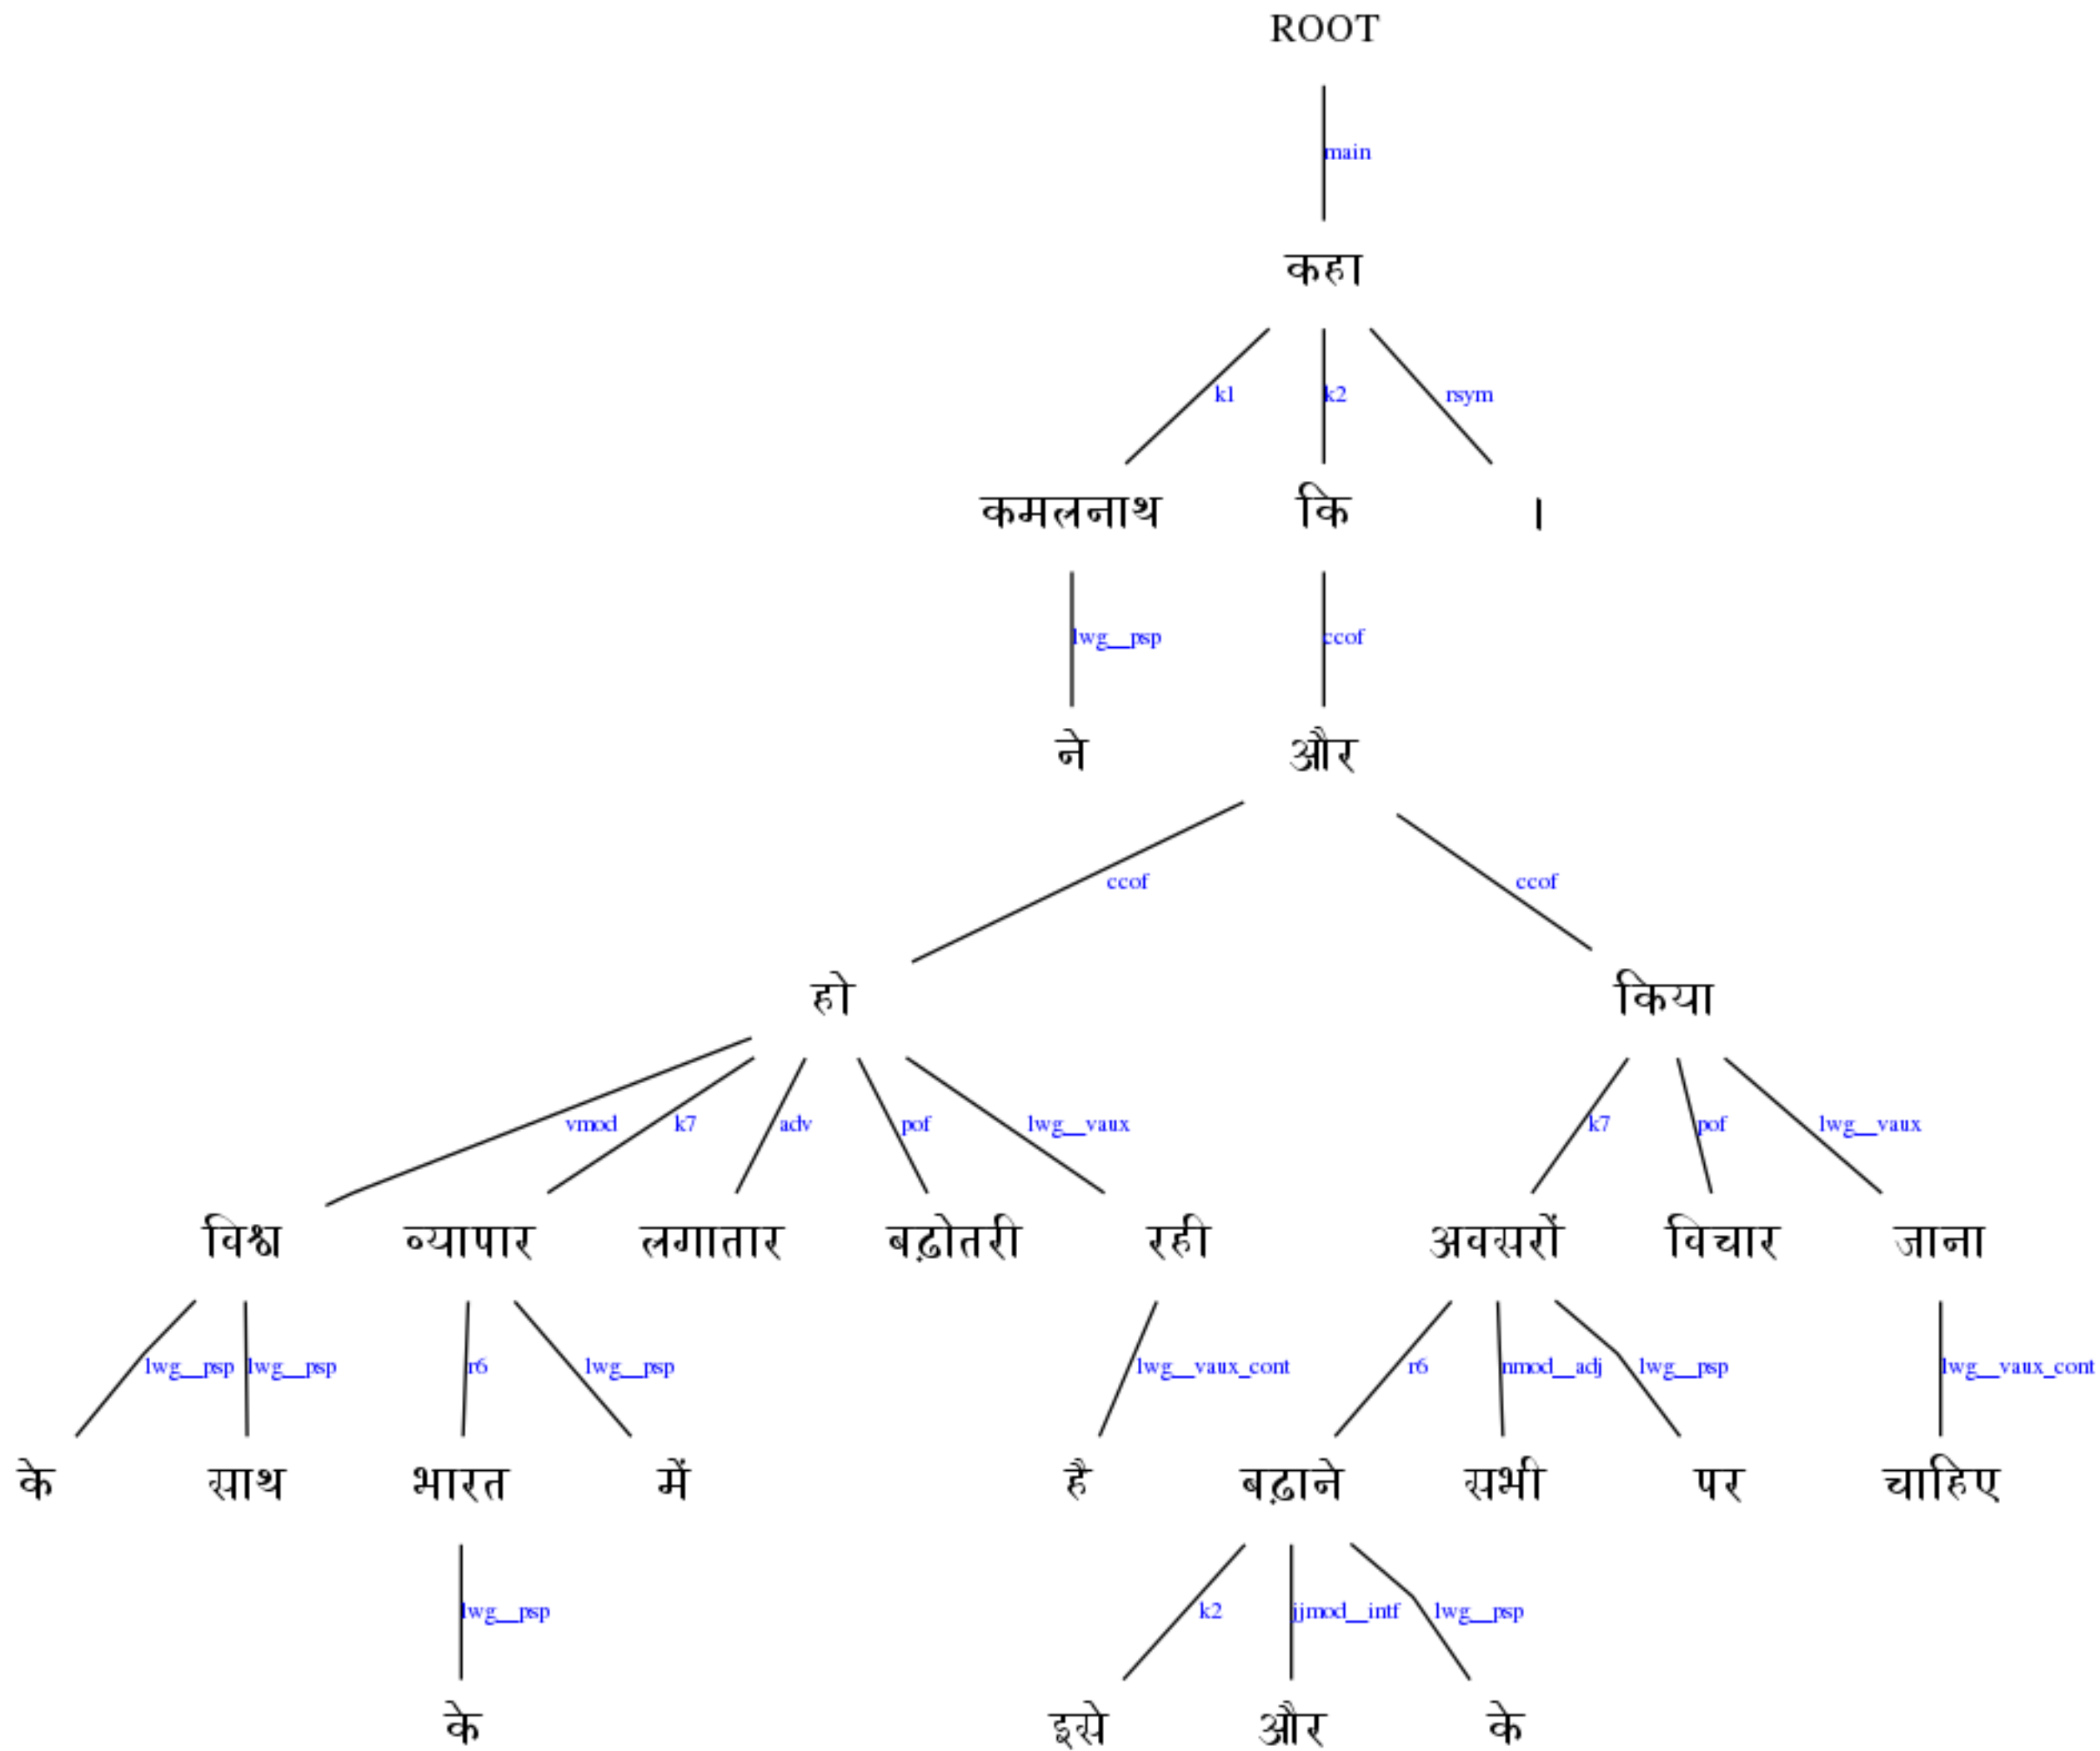 ROOT
main
कहा
k1 k2 rsym
कमलनाथ कि ।
lwg__psp ccof
ने और
ccof ccof
हो किया
vmod k7 adv pof lwg__vaux k7 pof lwg__vaux
विश्व व्यापार लगातार बढ़ोतरी रही अवसरों विचार जाना
lwg__psp lwg__psp r6 lwg__psp lwg__vaux_cont r6 nmod__adj lwg__psp lwg__vaux_cont
के साथ भारत में है बढ़ाने सभी पर चाहिए
lwg__psp k2 jjmod__intf lwg__psp
के इसे और के